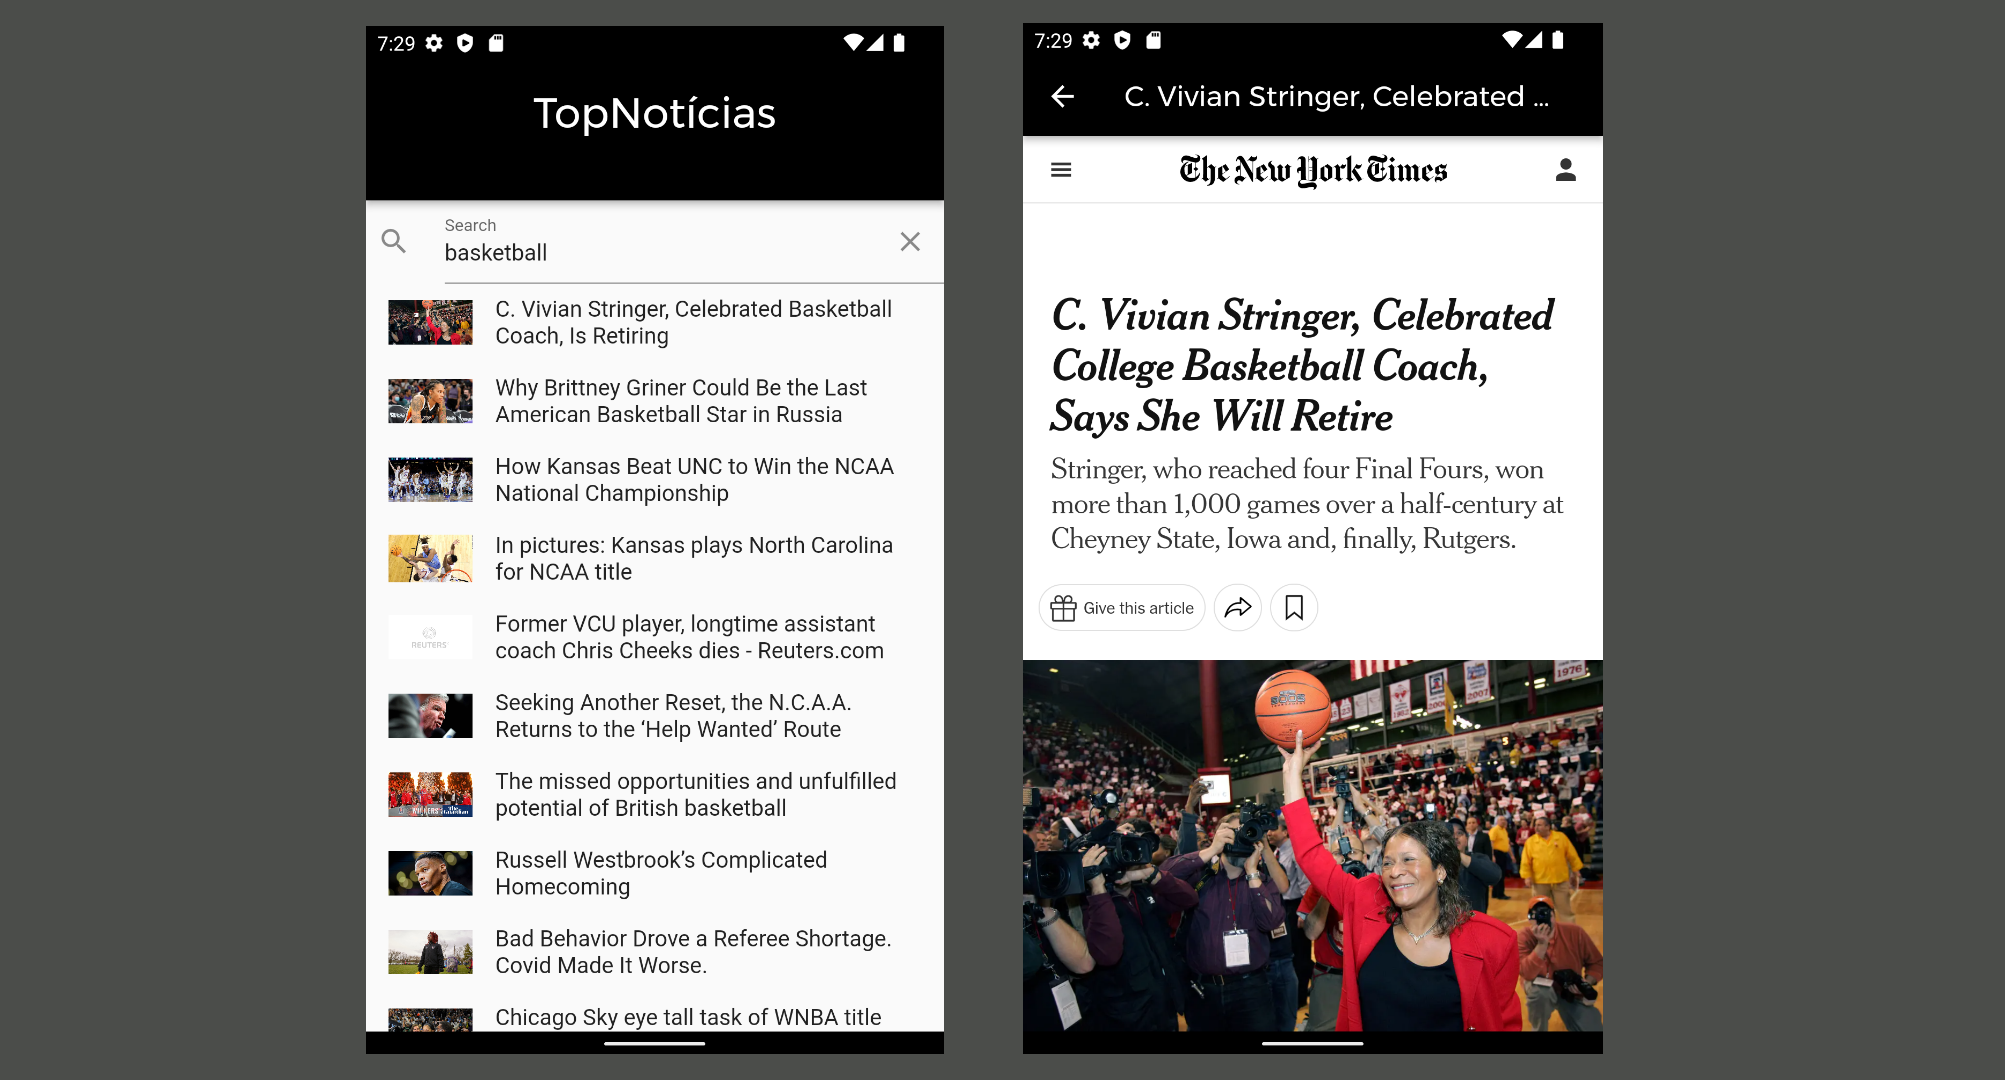 7:29
TopNotícias
Search
basketball
C. Vivian Stringer, Celebrated Basketball
Coach, Is Retiring
Why Brittney Griner Could Be the Last
American Basketball Star in Russia
How Kansas Beat UNC to Win the NCAA
National Championship
In pictures: Kansas plays North Carolina
for NCAA title
REUTERS
Former VCU player, longtime assistant
coach Chris Cheeks dies - Reuters.com
Seeking Another Reset, the N.C.A.A.
Returns to the ‘Help Wanted’ Route
The missed opportunities and unfulfilled
potential of British basketball
Russell Westbrook’s Complicated
Homecoming
Bad Behavior Drove a Referee Shortage.
Covid Made It Worse.
Chicago Sky eye tall task of WNBA title
7:29
C. Vivian Stringer, Celebrated ...
The New York Times
C. Vivian Stringer, Celebrated
College Basketball Coach,
Says She Will Retire
Stringer, who reached four Final Fours, won
more than 1,000 games over a half-century at
Cheyney State, Iowa and, finally, Rutgers.
Give this article
1976
2007